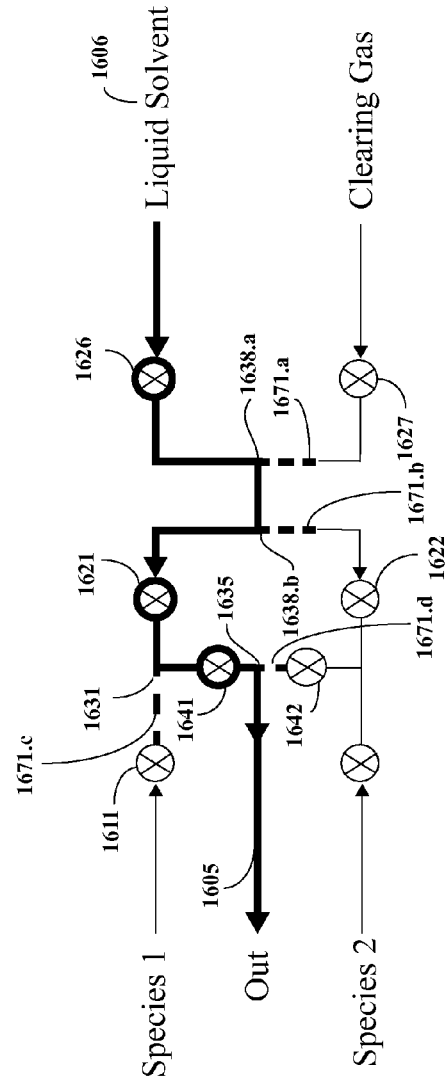 1606
Liquid Solvent
Clearing Gas
1626
1638.a
1671.a
1627
1671.b
1621
1635
1638.b
1622
1671.d
1631
1641
1642
1671.c
1611
1605
Species 1
Out
Species 2